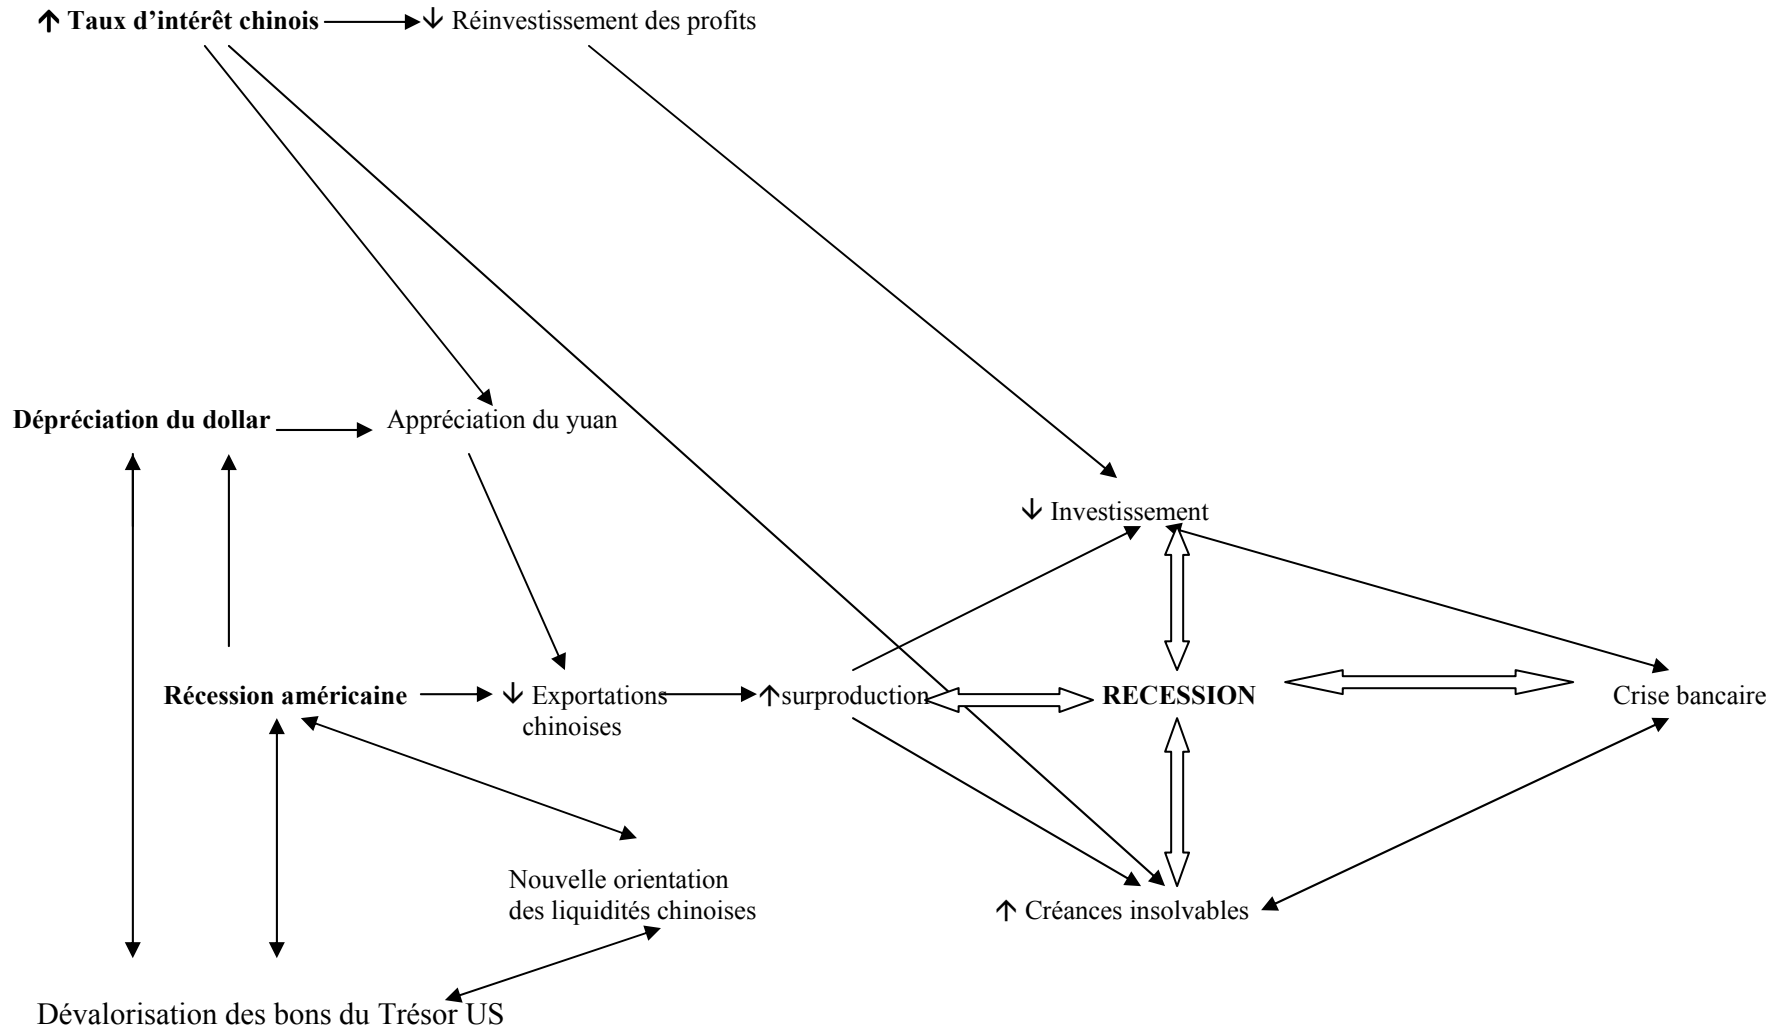 ↑ Taux d’intérêt chinois
↓ Réinvestissement des profits
Dépréciation du dollar
Appréciation du yuan
↓ Investissement
Récession américaine
↓ Exportations
chinoises
↑ surproduction
RECESSION
Crise bancaire
Nouvelle orientation
des liquidités chinoises
↑ Créances insolvables
Dévalorisation des bons du Trésor US